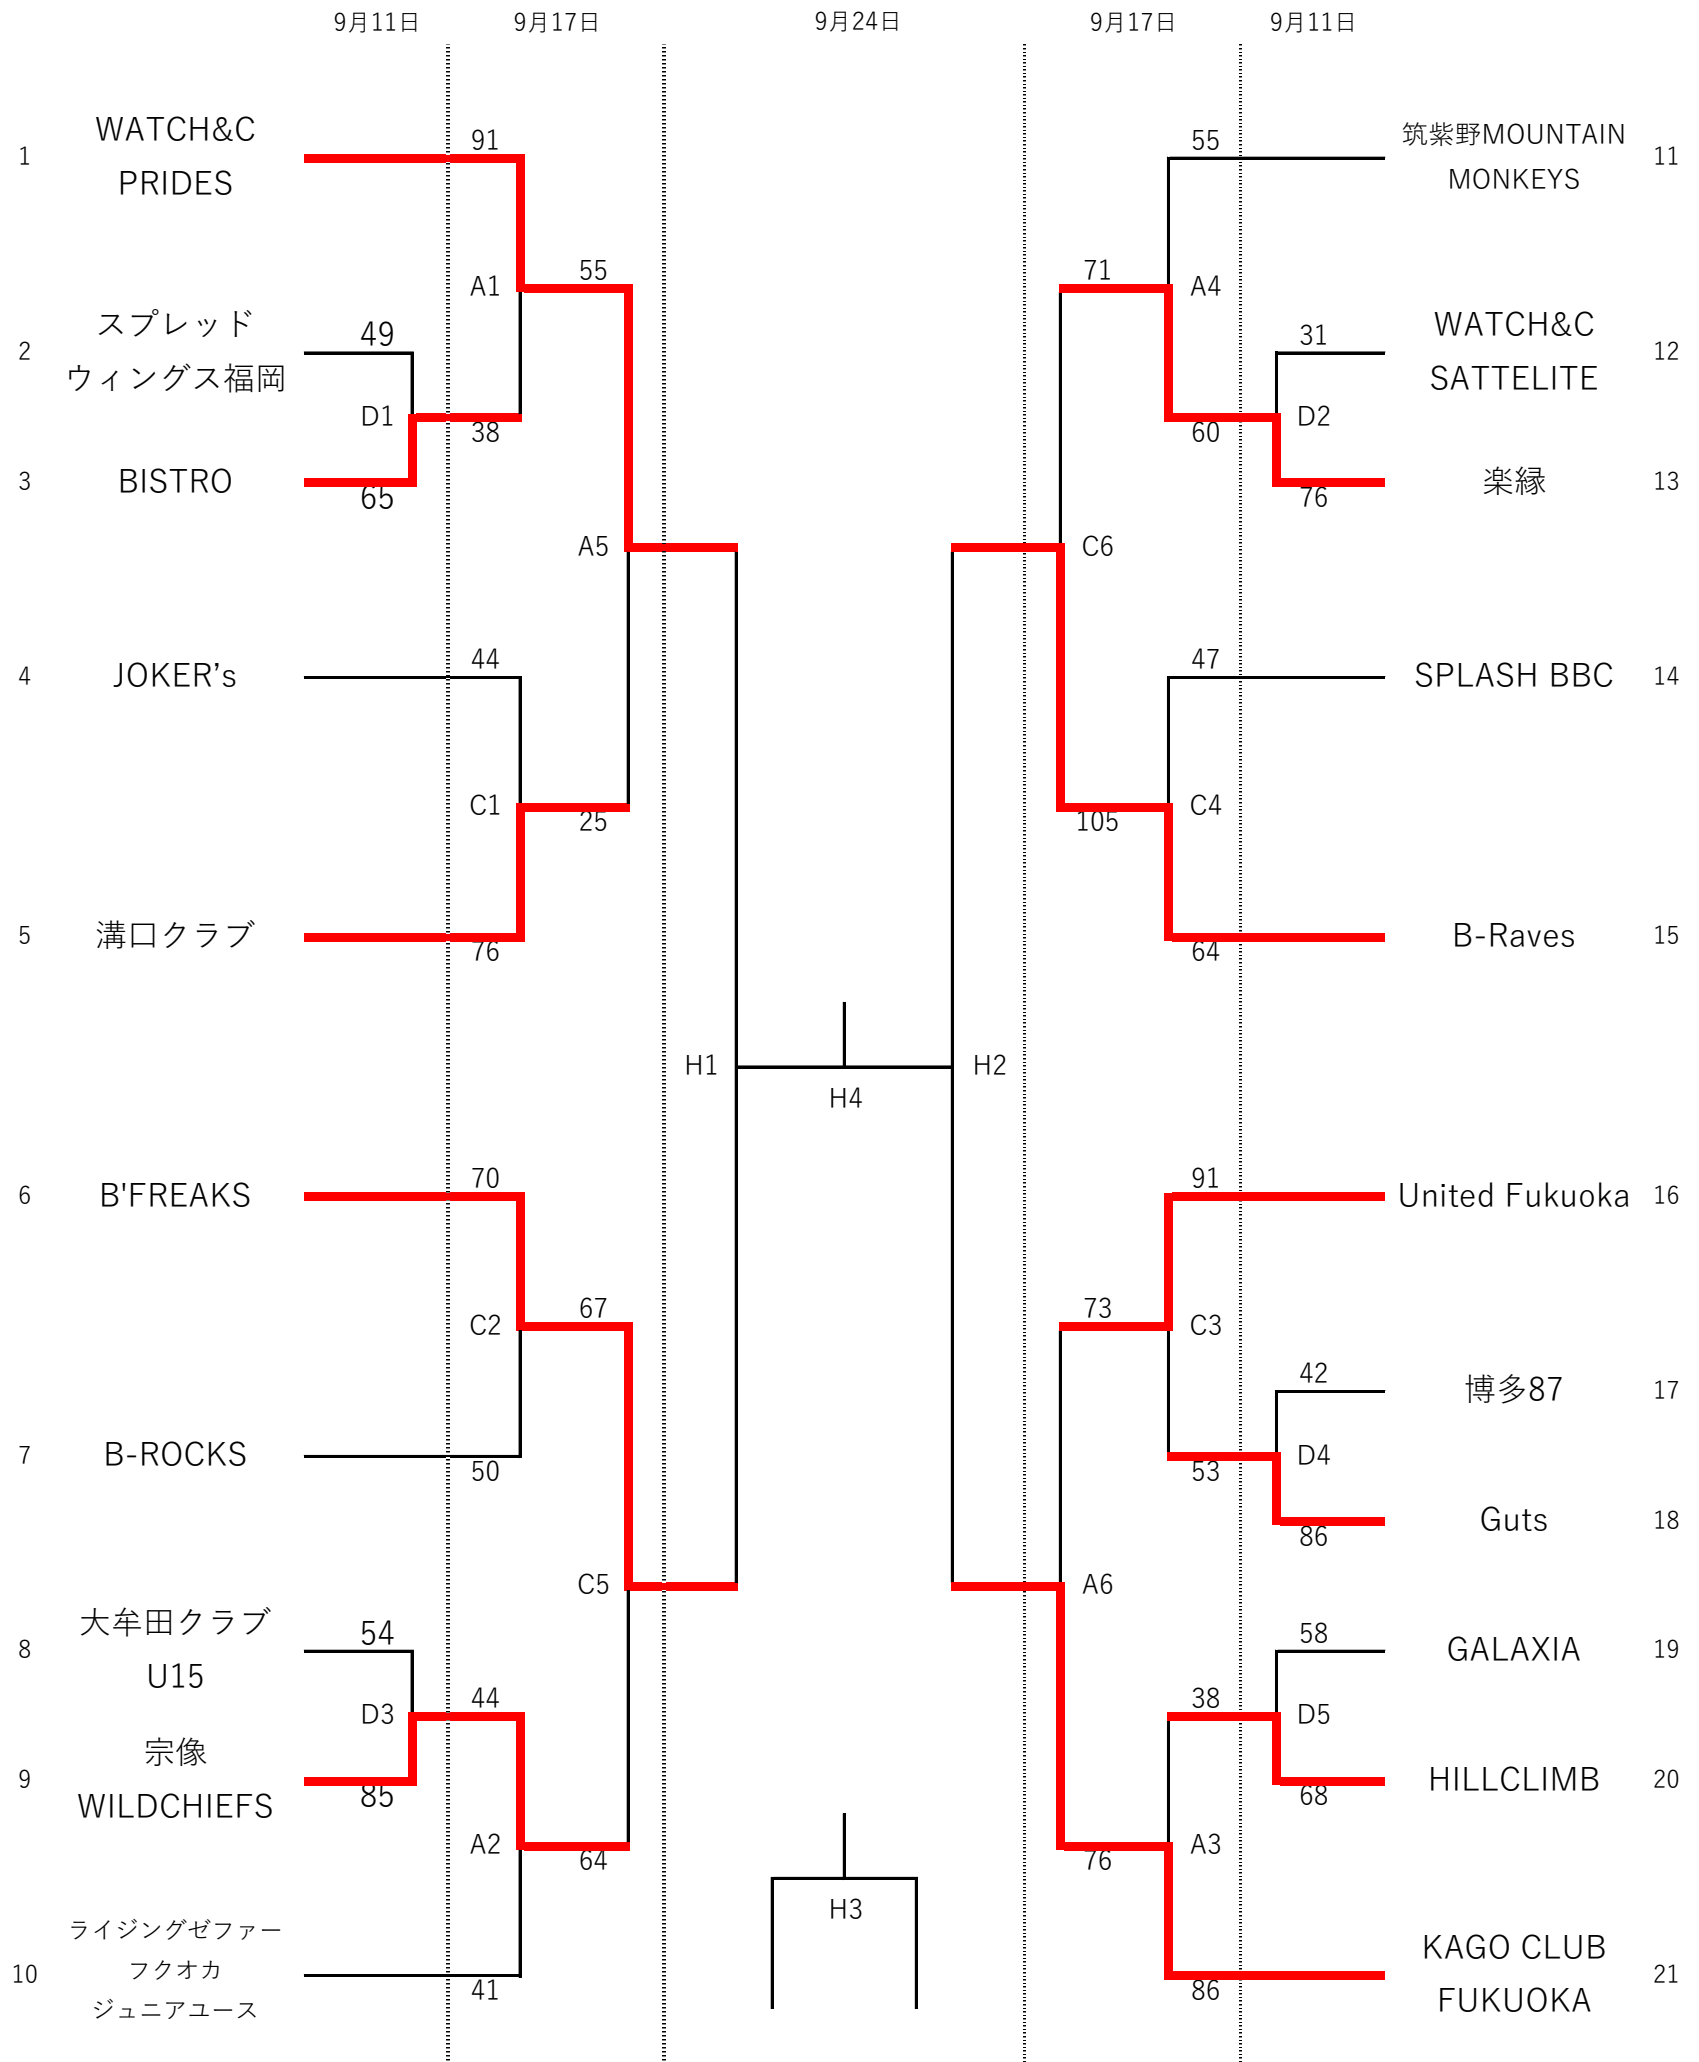 9月11日 9月17日 9月24日 9月17日 9月11日
1 WATCH&C
PRIDES
91
2 スプレッド
ウィングス福岡
49
A1
55
D1
38
3 BISTRO
65
A5
4 JOKER’s
44
C1
25
5 溝口クラブ
76
H1
H4
H2
6 B'FREAKS
70
C2
67
7 B-ROCKS
50
C5
8 大牟田クラブ
U15
54
D3
44
9 宗像
WILDCHIEFS
85
A2
64
10 ライジングゼファー
フクオカ
ジュニアユース
41
H3
55
筑紫野MOUNTAIN
MONKEYS
11
71
A4
31
WATCH&C
SATTELITE
12
D2
60
76
楽縁
13
C6
47
SPLASH BBC
14
105
C4
64
B-Raves
15
91
United Fukuoka
16
73
C3
42
博多87
17
D4
53
86
Guts
18
A6
58
GALAXIA
19
38
D5
68
HILLCLIMB
20
76
A3
86
KAGO CLUB
FUKUOKA
21